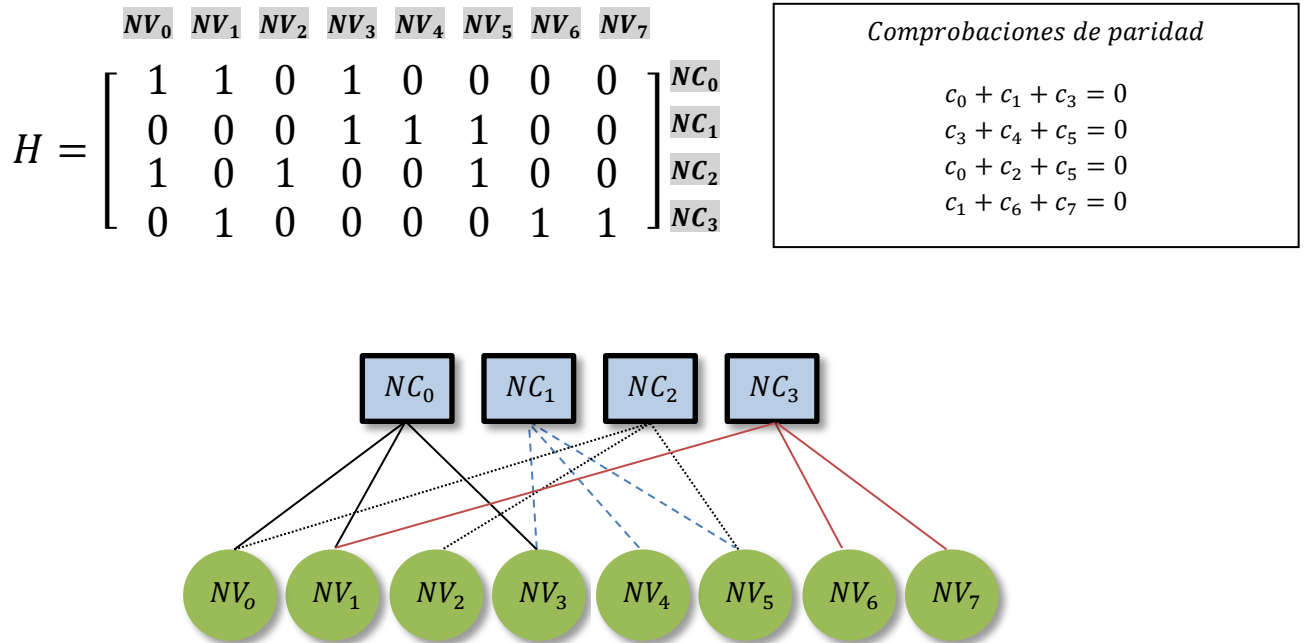 NV₀ NV₁ NV₂ NV₃ NV₄ NV₅ NV₆ NV₇
H =
1 1 0 1 0 0 0 0 NC₀
0 0 0 1 1 1 0 0 NC₁
1 0 1 0 0 1 0 0 NC₂
0 1 0 0 0 0 1 1 NC₃
Comprobaciones de paridad
c₀ + c₁ + c₃ = 0
c₃ + c₄ + c₅ = 0
c₀ + c₂ + c₅ = 0
c₁ + c₆ + c₇ = 0
NC₀ NC₁ NC₂ NC₃
NVₒ NV₁ NV₂ NV₃ NV₄ NV₅ NV₆ NV₇